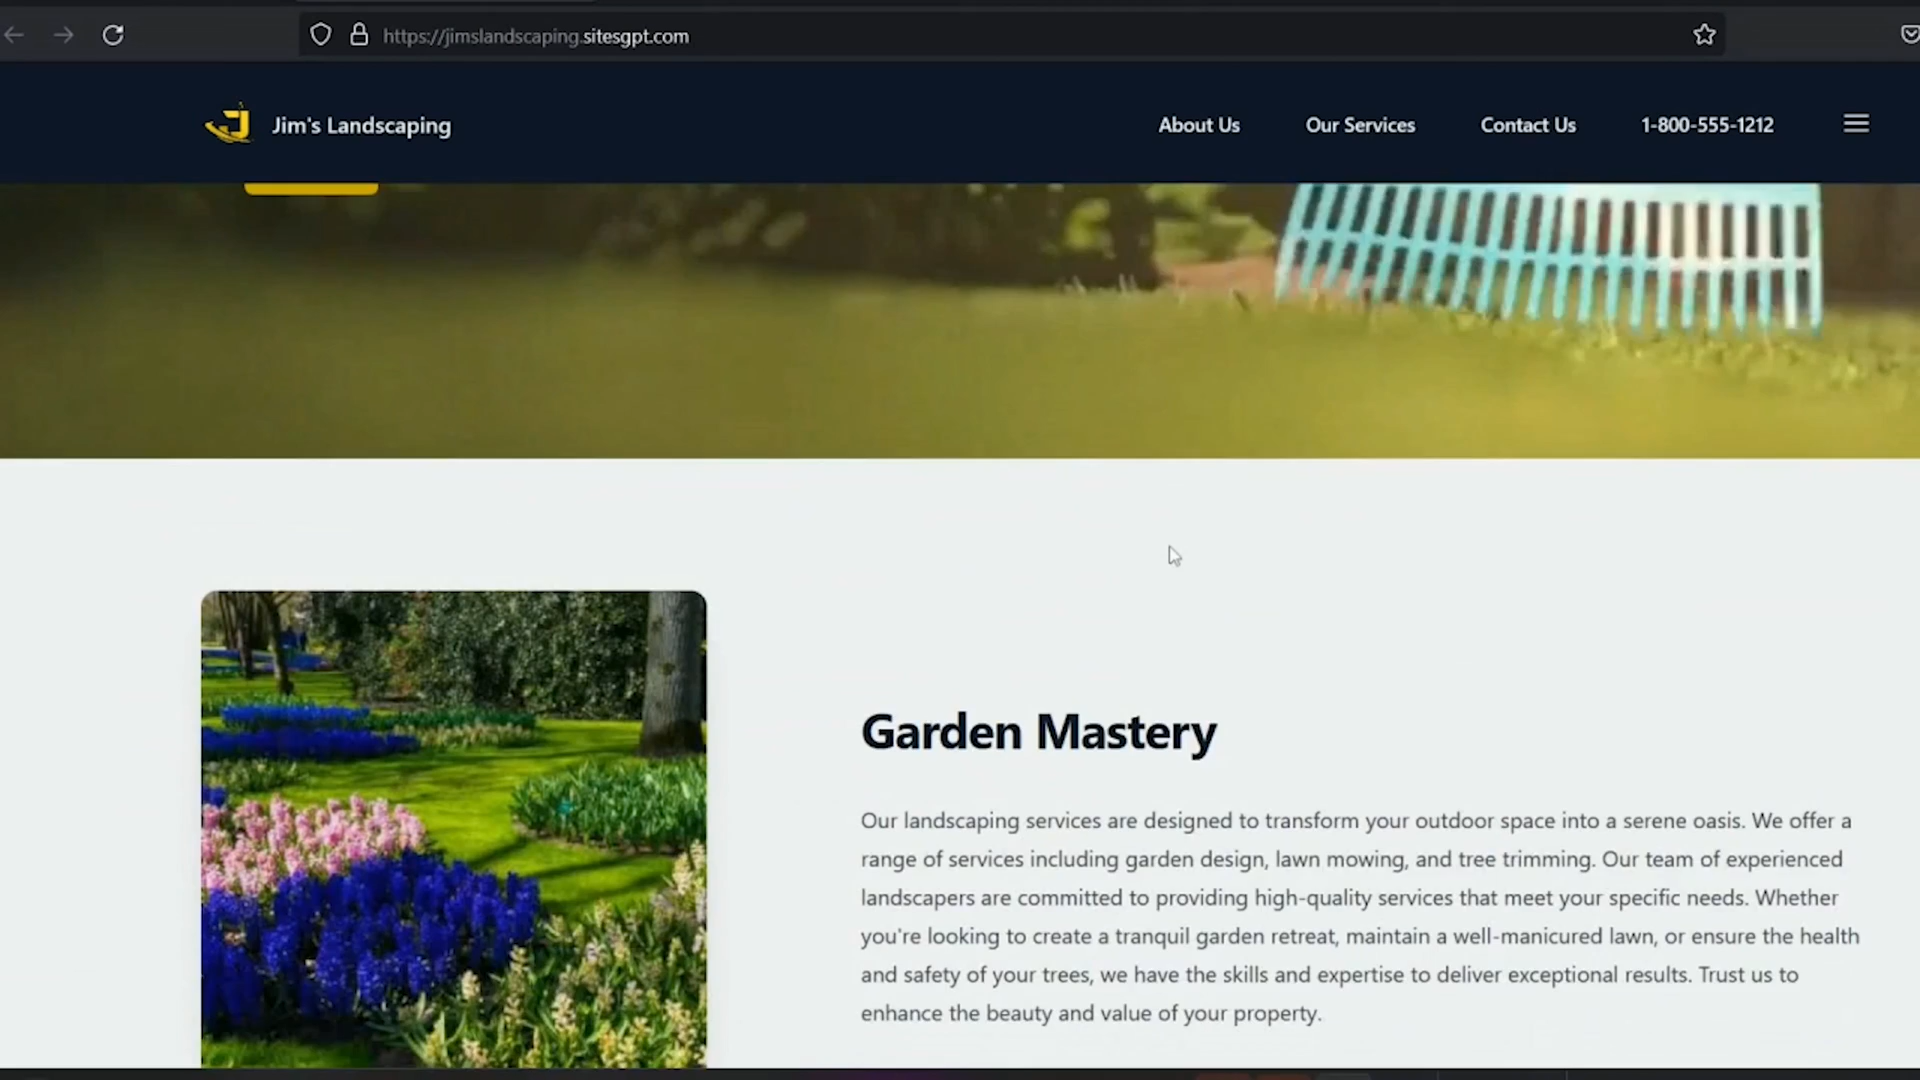 https://jimslandscaping.sitesgpt.com
Jim's Landscaping
About Us
Our Services
Contact Us
1-800-555-1212
Garden Mastery
Our landscaping services are designed to transform your outdoor space into a serene oasis. We offer a
range of services including garden design, lawn mowing, and tree trimming. Our team of experienced
landscapers are committed to providing high-quality services that meet your specific needs. Whether
you're looking to create a tranquil garden retreat, maintain a well-manicured lawn, or ensure the health
and safety of your trees, we have the skills and expertise to deliver exceptional results. Trust us to
enhance the beauty and value of your property.